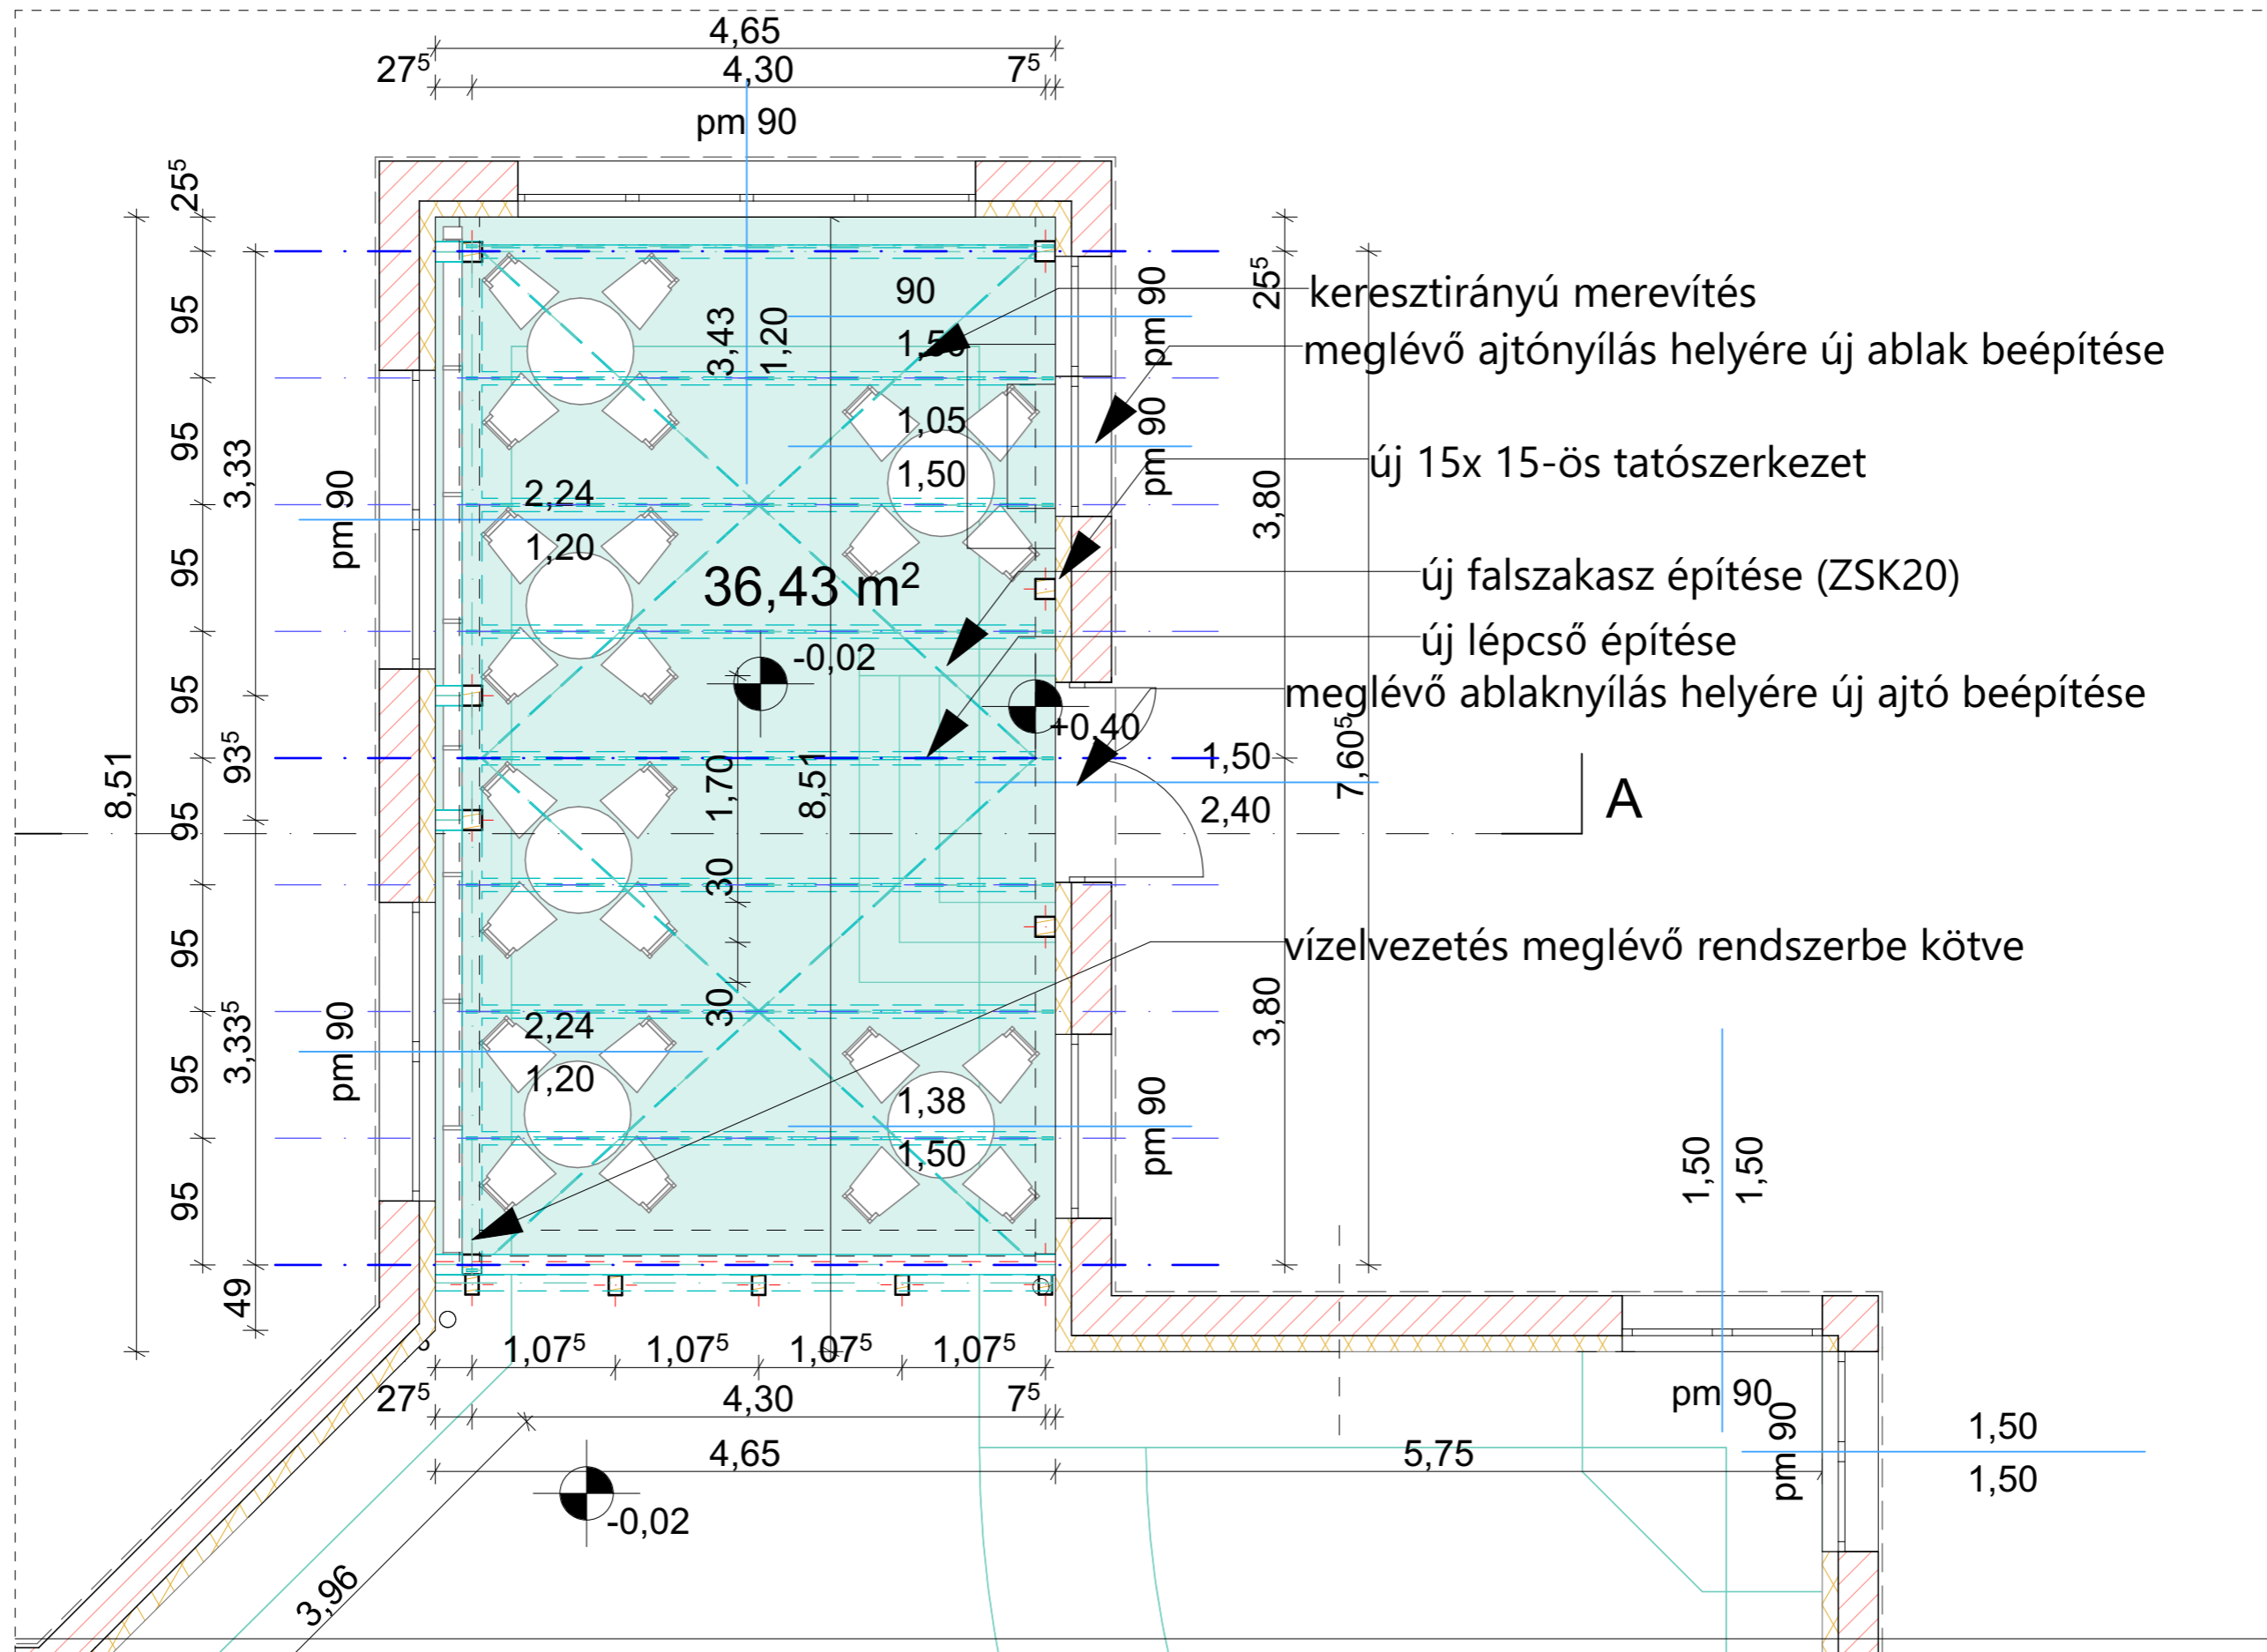 4,65
27⁵ 4,30 7⁵
pm 90
25⁵
95
95
95
95
95
95
95
95
49
3,33
93⁵
3,33⁵
8,51
pm 90
pm 90
3,43
1,20
90
1,50
1,05
1,50
2,24
1,20
36,43 m²
-0,02
+0,40
1,70
8,51
30
30
2,24
1,20
1,38
1,50
pm 90
pm 90
pm 90
25⁵
3,80
3,80
7,60⁵
keresztirányú merevítés
meglévő ajtónyílás helyére új ablak beépítése
új 15x 15-ös tatószerkezet
új falszakasz építése (ZSK20)
új lépcső építése
meglévő ablaknyílás helyére új ajtó beépítése
1,50
2,40
A
vízelvezetés meglévő rendszerbe kötve
1,50
1,50
1,07⁵ 1,07⁵ 1,07⁵ 1,07⁵
27⁵ 4,30 7⁵
4,65
5,75
pm 90
pm 90
1,50
1,50
-0,02
3,96